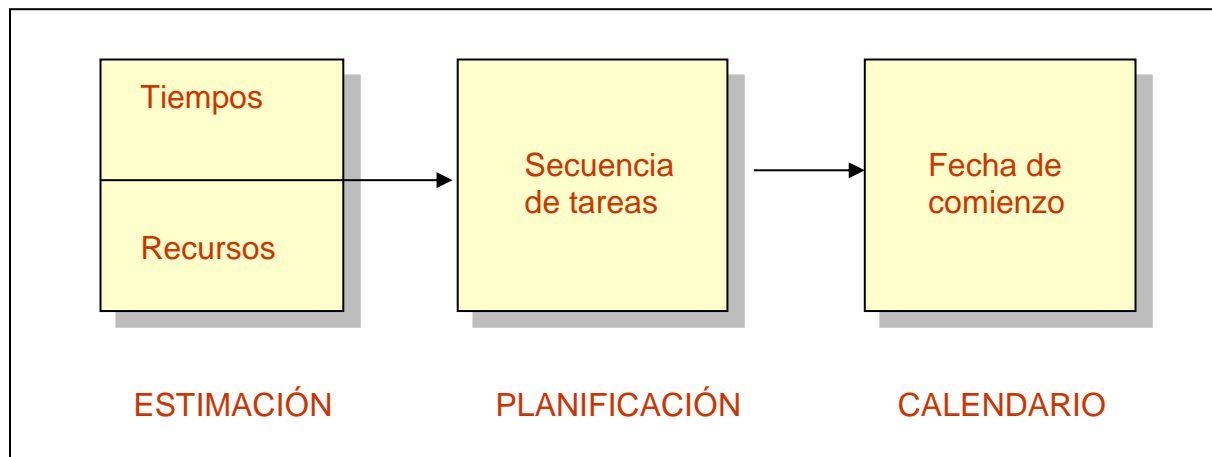 Tiempos
Recursos
Secuencia
de tareas
Fecha de
comienzo
ESTIMACIÓN
PLANIFICACIÓN
CALENDARIO